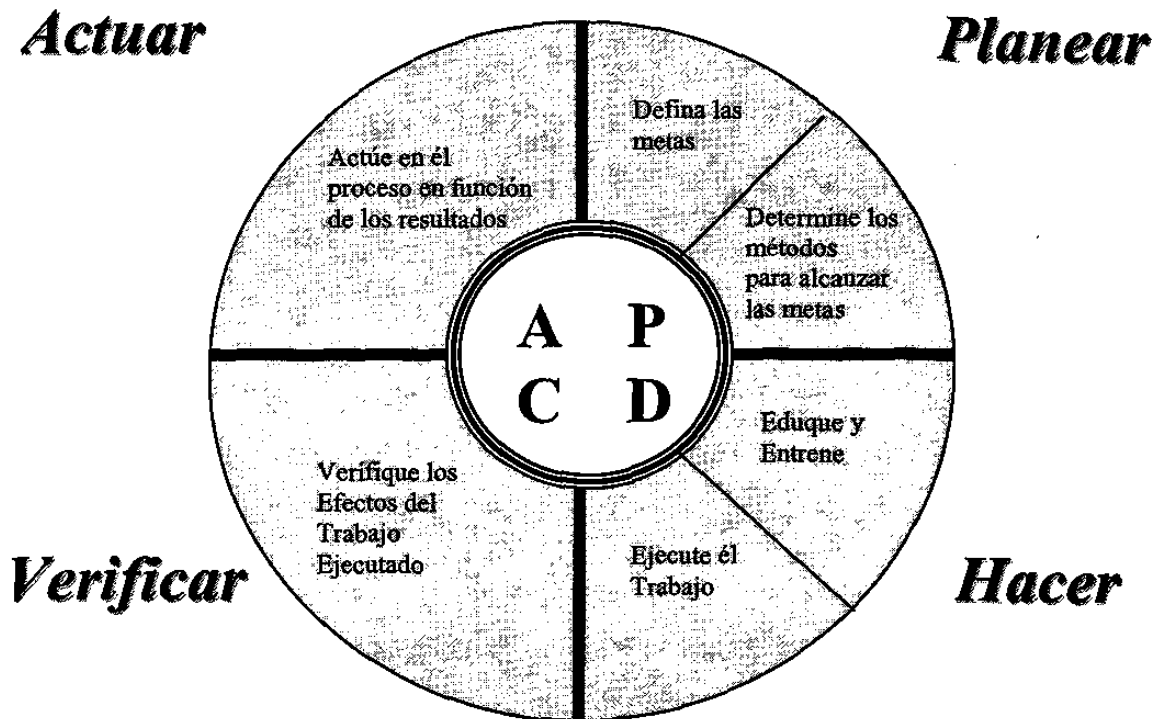 Actuar
Planear
Defina las
metas
Actúe en él
proceso en función
de los resultados
Determine los
métodos
para alcauzar
las metas
A P
C D
Eduque y
Entrene
Verifique los
Efectos del
Trabajo
Ejecutado
Ejecute él
Trabajo
Verificar
Hacer